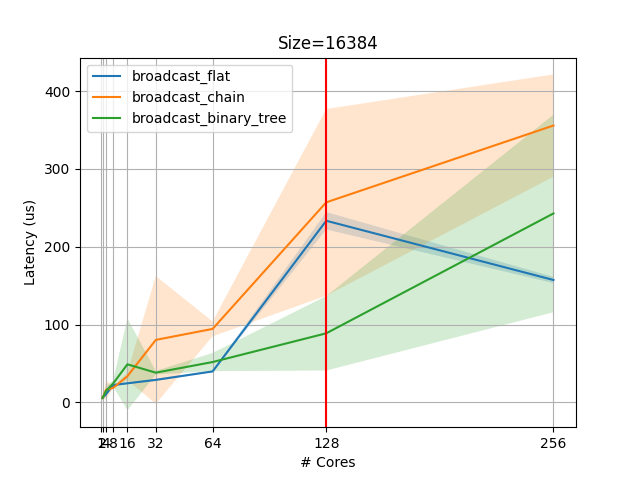 Size=16384
broadcast_flat
broadcast_chain
broadcast_binary_tree
Latency (us)
400
300
200
100
0
1 2 4 8 16 32 64 128 256
# Cores